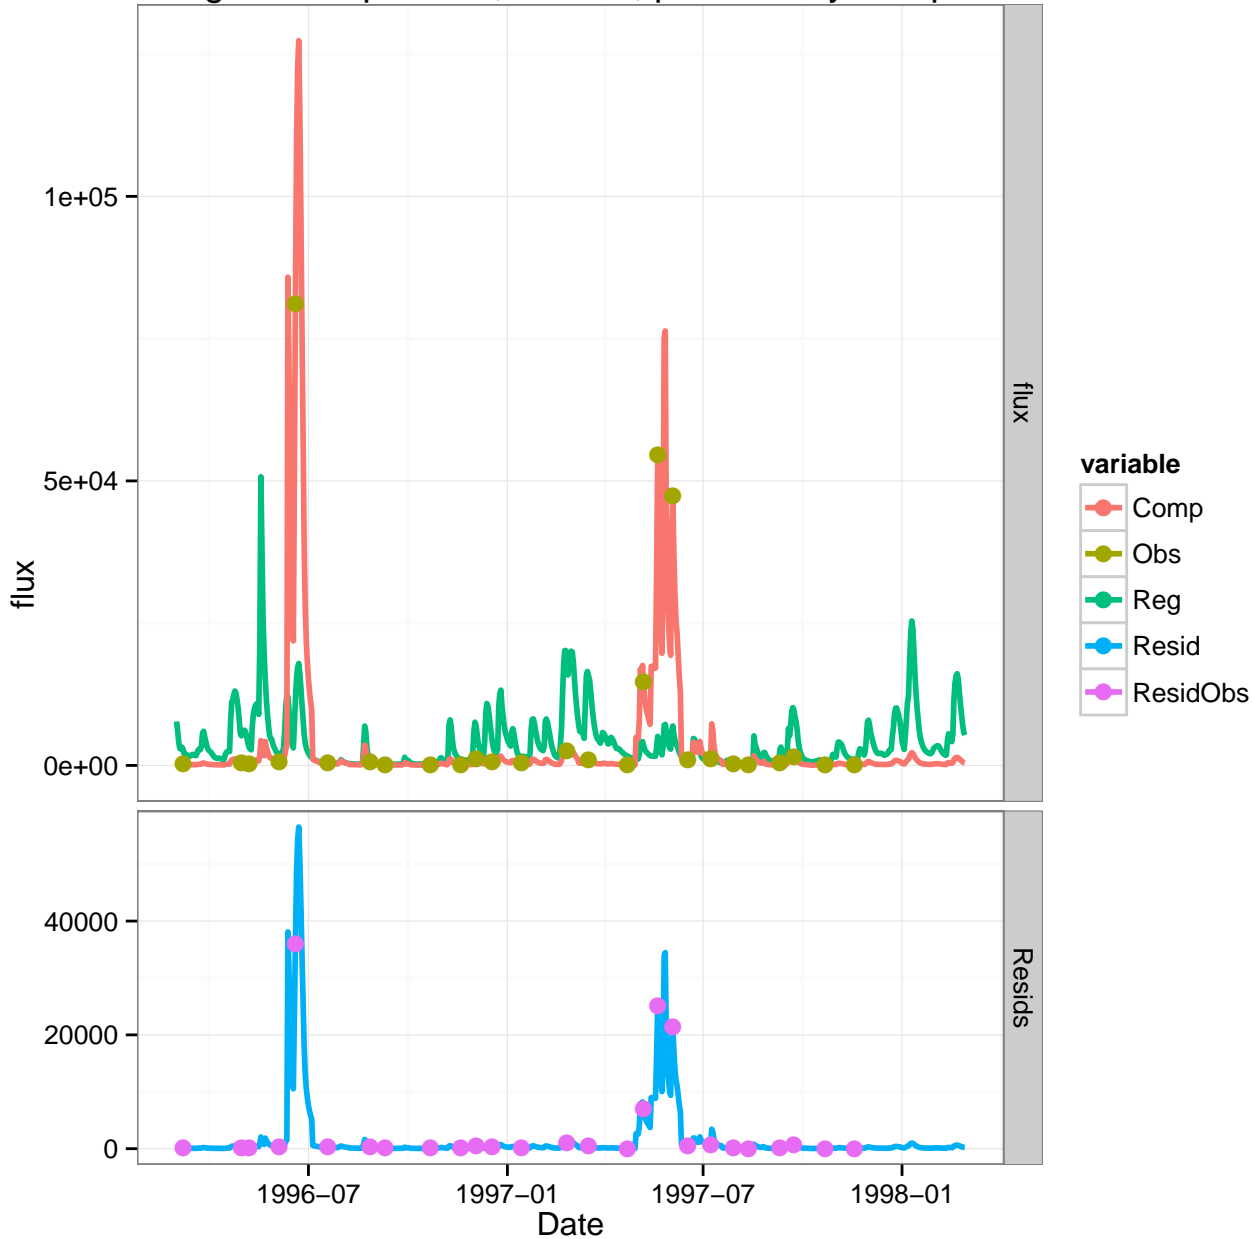 1e+05
5e+04
0e+00
flux
flux
40000
20000
0
Resids
1996−07
1997−01
1997−07
1998−01
Date
variable
Comp
Obs
Reg
Resid
ResidObs